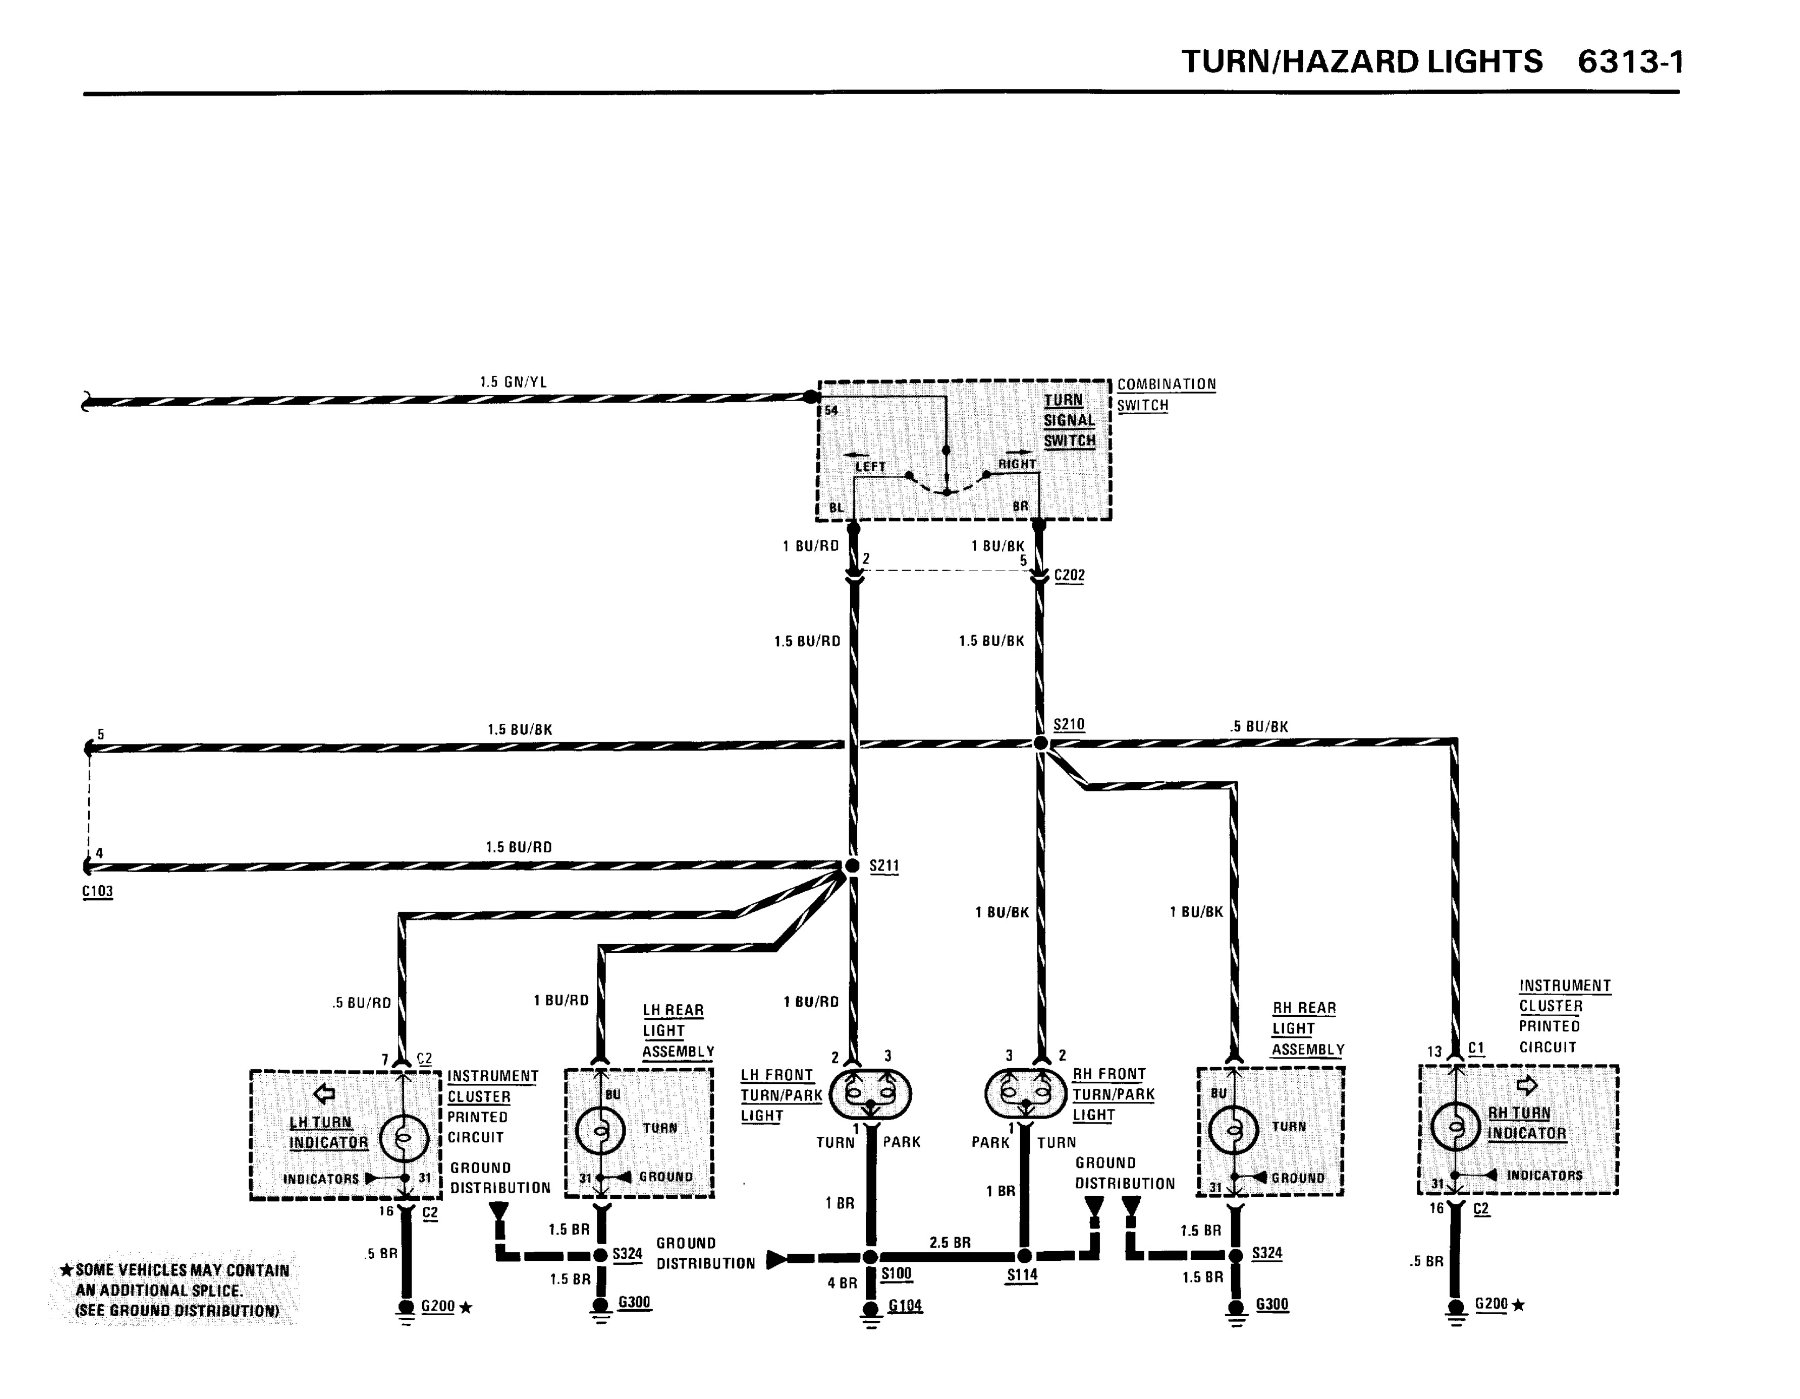 TURN/HAZARD LIGHTS 6313-1
1.5 GN/YL
COMBINATION
SWITCH
54
TURN
SIGNAL
SWITCH
LEFT
RIGHT
BL
BR
1 BU/RD
2
1 BU/BK
5
C202
1.5 BU/RD
1.5 BU/BK
5
1.5 BU/BK
S210
.5 BU/BK
4
1.5 BU/RD
S211
C103
1 BU/BK
1 BU/BK
.5 BU/RD
1 BU/RD
1 BU/RD
LH REAR
LIGHT
ASSEMBLY
RH REAR
LIGHT
ASSEMBLY
INSTRUMENT
CLUSTER
PRINTED
CIRCUIT
7 C2
2 3
3 2
13 C1
INSTRUMENT
CLUSTER
PRINTED
CIRCUIT
LH TURN
INDICATOR
INDICATORS
31
BU
TURN
31
GROUND
LH FRONT
TURN/PARK
LIGHT
1
TURN PARK
RH FRONT
TURN/PARK
LIGHT
1
PARK TURN
BU
TURN
31
GROUND
RH TURN
INDICATOR
INDICATORS
31
GROUND
DISTRIBUTION
GROUND
DISTRIBUTION
16 C2
1.5 BR
1 BR
1 BR
1.5 BR
16 C2
.5 BR
S324
GROUND
DISTRIBUTION
2.5 BR
S324
.5 BR
1.5 BR
4 BR
S100
S114
1.5 BR
G200★
G300
G104
G300
G200★
★SOME VEHICLES MAY CONTAIN
AN ADDITIONAL SPLICE.
(SEE GROUND DISTRIBUTION)